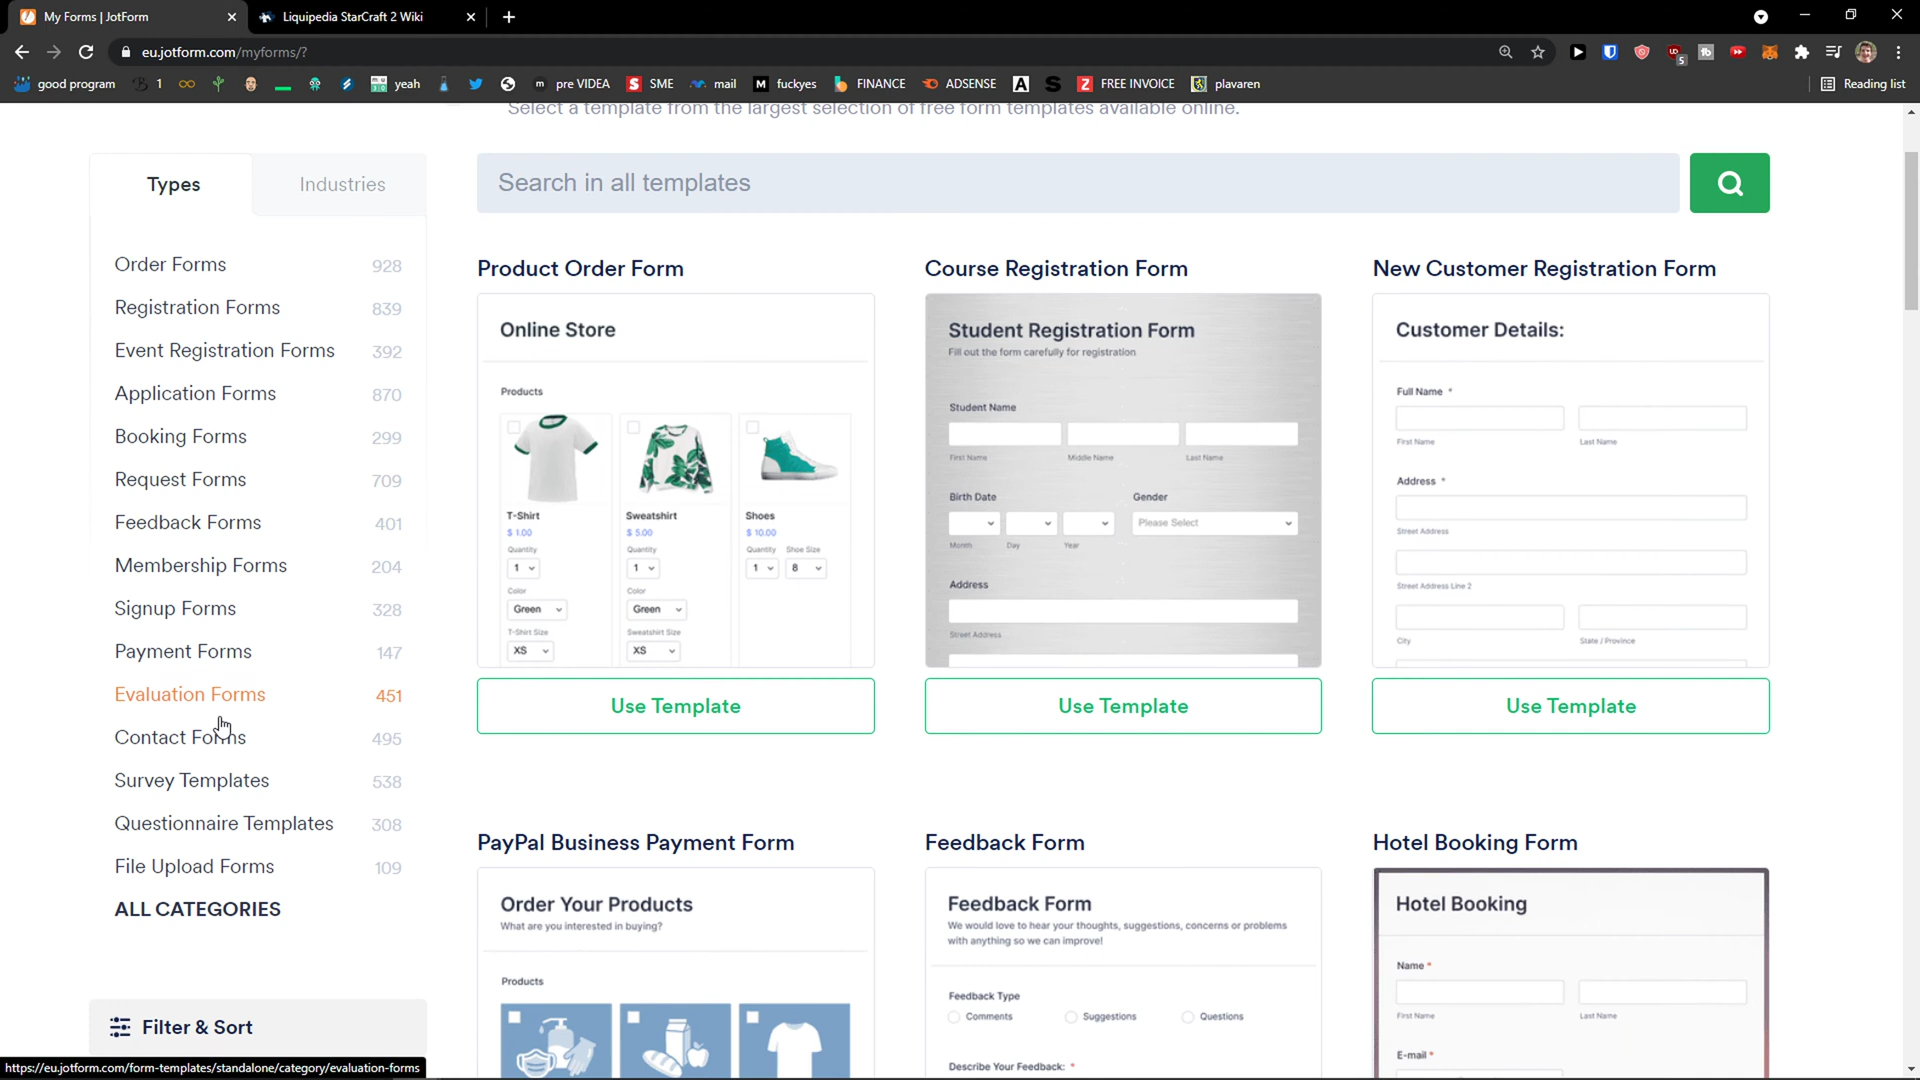 My Forms | JotForm
Liquipedia StarCraft 2 Wiki
eu.jotform.com/myforms/?
5
good program
1
yeah
pre VIDEA
SME
mail
fuckyes
FINANCE
ADSENSE
FREE INVOICE
plavaren
Reading list
Select a template from the largest selection of free form templates available online.
Types
Industries
Search in all templates
Order Forms 928
Registration Forms 839
Event Registration Forms 392
Application Forms 870
Booking Forms 299
Request Forms 709
Feedback Forms 401
Membership Forms 204
Signup Forms 328
Payment Forms 147
Evaluation Forms 451
Contact Forms 495
Survey Templates 538
Questionnaire Templates 308
File Upload Forms 109
ALL CATEGORIES
Filter & Sort
Product Order Form
Online Store
Products
T-Shirt Sweatshirt Shoes
$ 1.00 $ 5.00 $ 10.00
Quantity Quantity Quantity Shoe Size
1 1 1 8
Color Color
Green Green
T-Shirt Size Sweatshirt Size
XS XS
Use Template
Course Registration Form
Student Registration Form
Fill out the form carefully for registration
Student Name
First Name Middle Name Last Name
Birth Date Gender
Please Select
Month Day Year
Address
Street Address
Use Template
New Customer Registration Form
Customer Details:
Full Name *
First Name Last Name
Address *
Street Address
Street Address Line 2
City State / Province
Use Template
PayPal Business Payment Form
Order Your Products
What are you interested in buying?
Products
Feedback Form
Feedback Form
We would love to hear your thoughts, suggestions, concerns or problems
with anything so we can improve!
Feedback Type
Comments Suggestions Questions
Describe Your Feedback: *
Hotel Booking Form
Hotel Booking
Name *
First Name Last Name
E-mail *
https://eu.jotform.com/form-templates/standalone/category/evaluation-forms